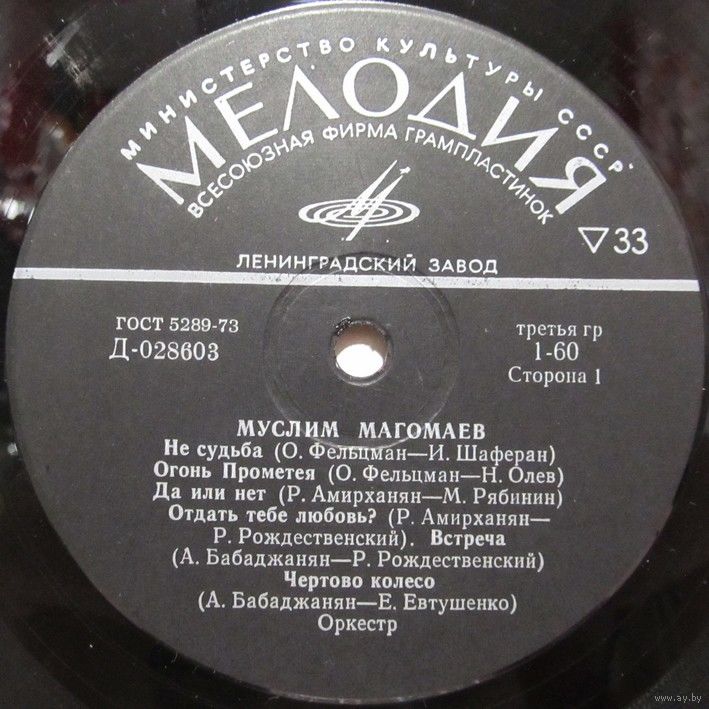 МИНИСТЕРСТВО КУЛЬТУРЫ СССР
МЕЛОДИЯ
ВСЕСОЮЗНАЯ ФИРМА ГРАМПЛАСТИНОК
▽33
ЛЕНИНГРАДСКИЙ ЗАВОД
ГОСТ 5289-73
Д-028603
третья гр
1-60
Сторона 1
МУСЛИМ МАГОМАЕВ
Не судьба (О. Фельцман—И. Шаферан)
Огонь Прометея (О. Фельцман—Н. Олев)
Да или нет (Р. Амирханян—М. Рябинин)
Отдать тебе любовь? (Р. Амирханян—
Р. Рождественский). Встреча
(А. Бабаджанян—Р. Рождественский)
Чертово колесо
(А. Бабаджанян—Е. Евтушенко)
Оркестр
www.ay.by